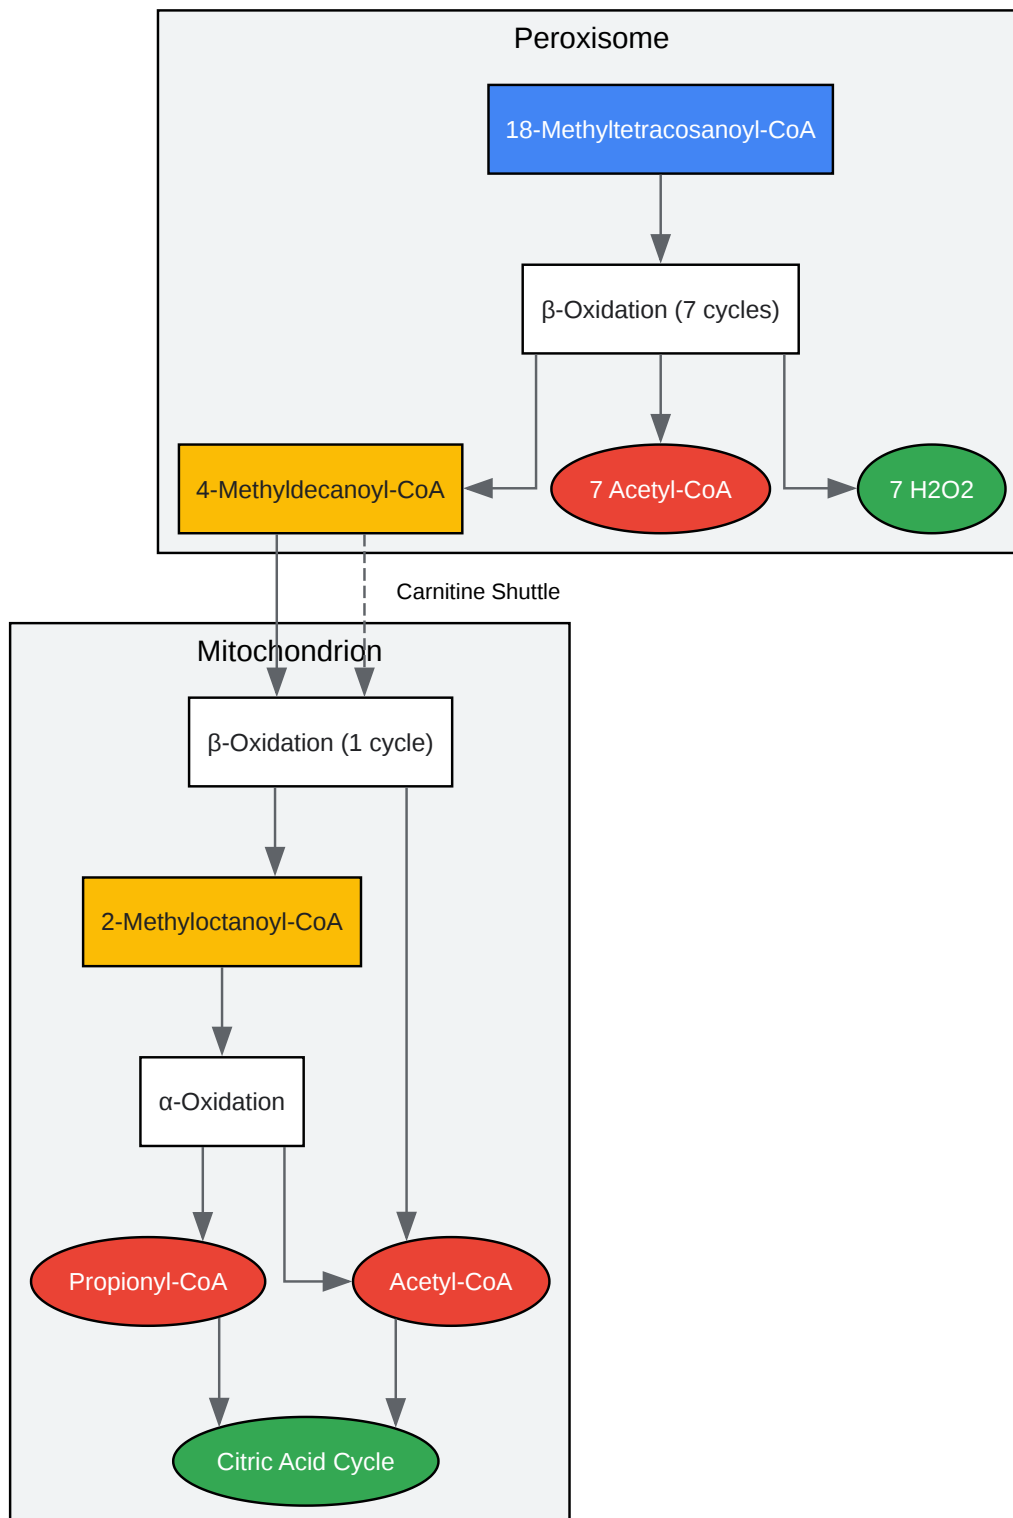 Peroxisome
18-Methyltetracosanoyl-CoA
β-Oxidation (7 cycles)
4-Methyldecanoyl-CoA
7 Acetyl-CoA
7 H2O2
Carnitine Shuttle
Mitochondrion
β-Oxidation (1 cycle)
2-Methyloctanoyl-CoA
α-Oxidation
Propionyl-CoA
Acetyl-CoA
Citric Acid Cycle